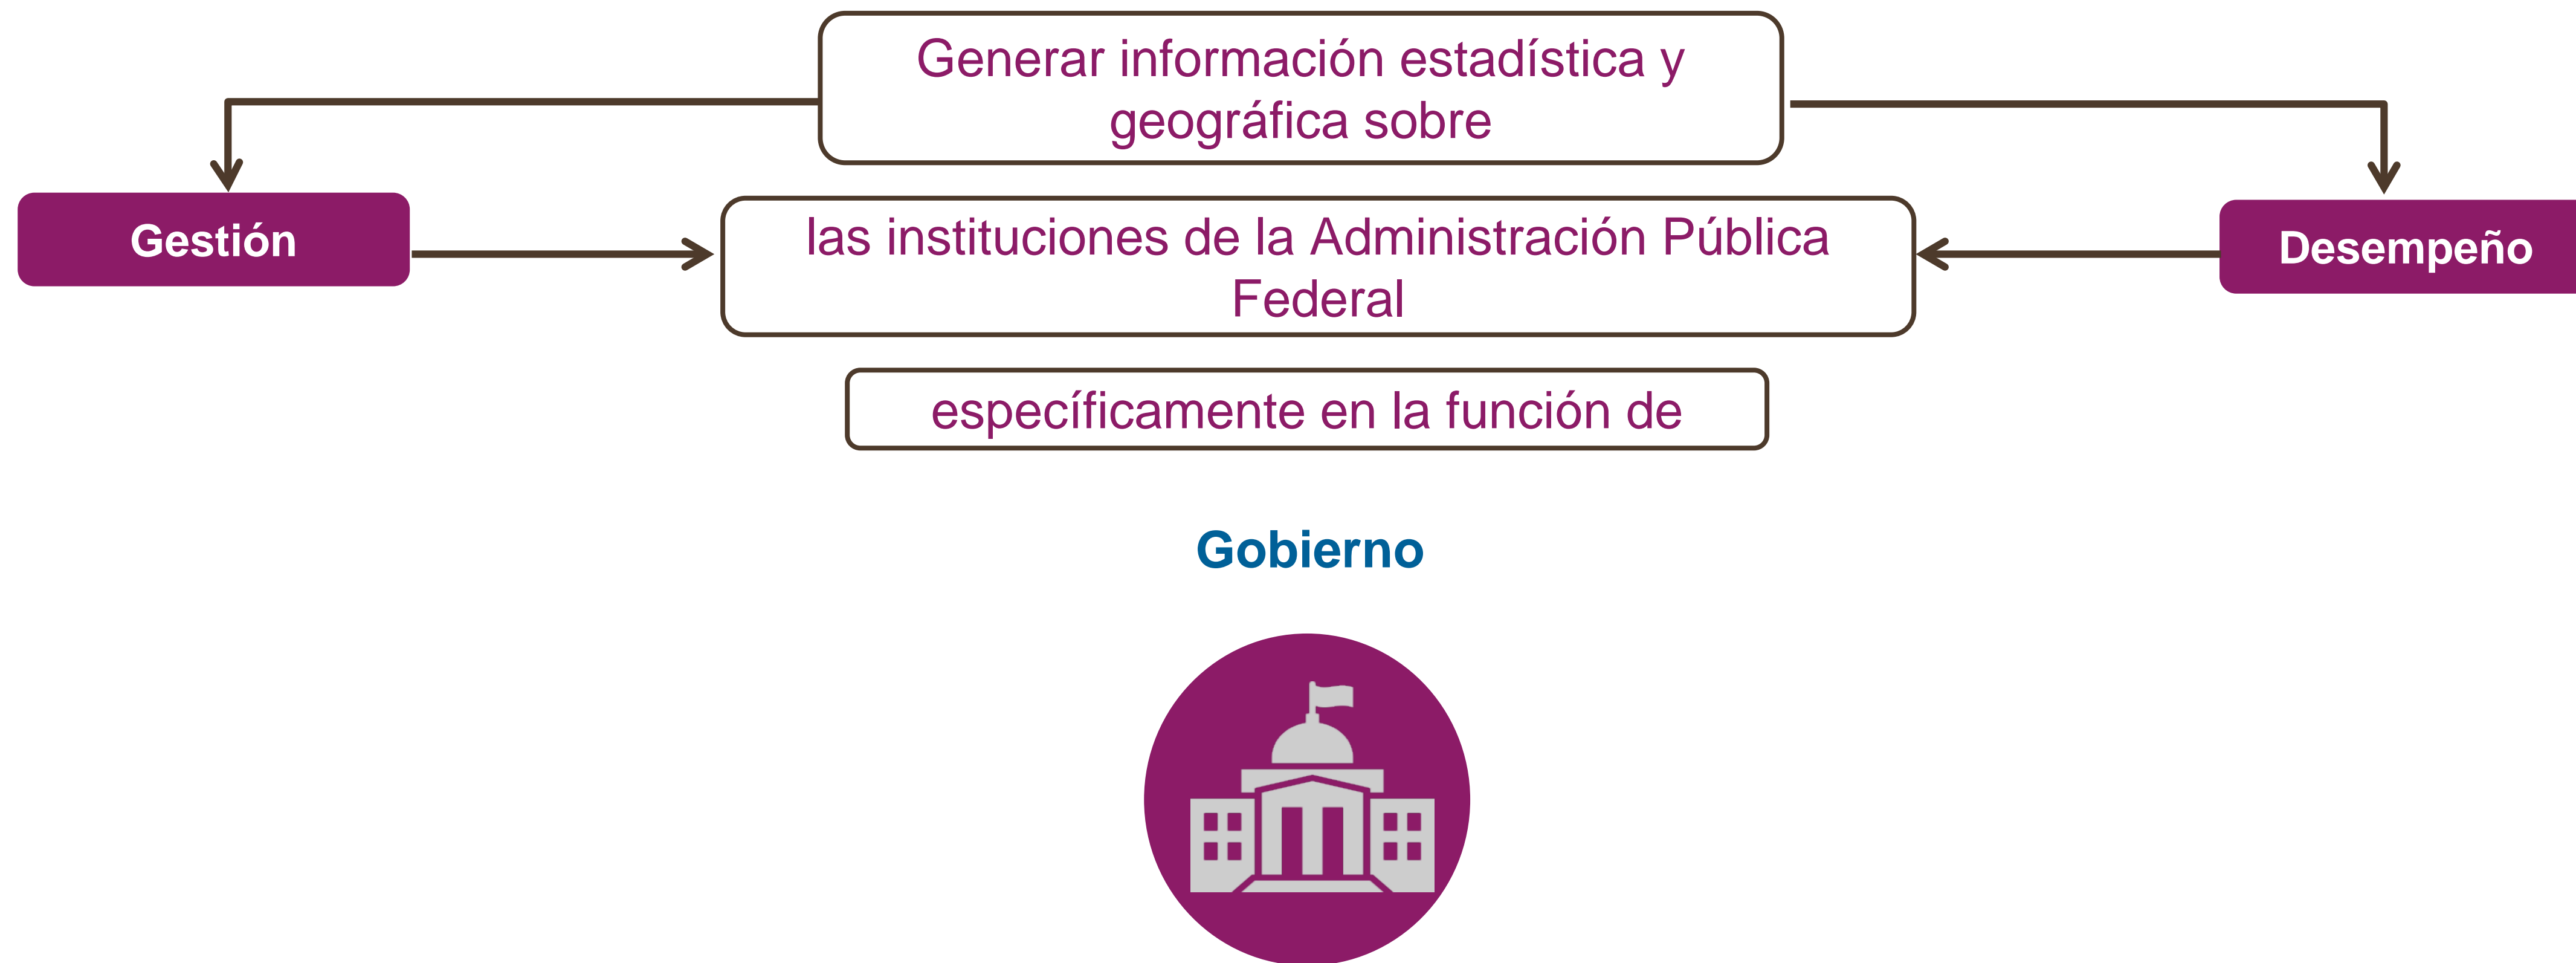 Generar información estadística y
geográfica sobre
Gestión
las instituciones de la Administración Pública
Federal
Desempeño
específicamente en la función de
Gobierno